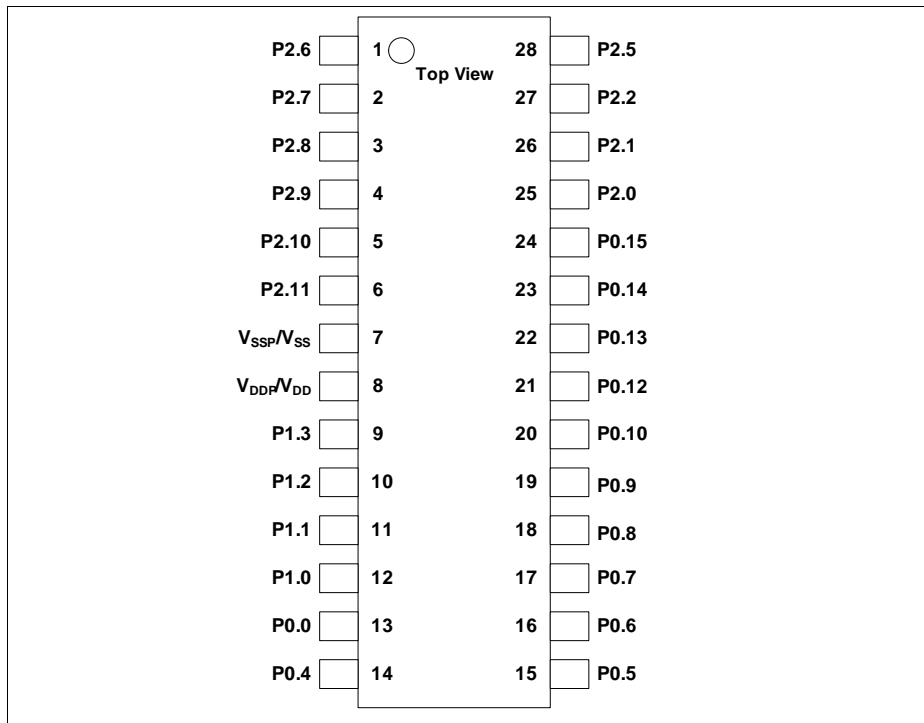 P2.6 1 28 P2.5
Top View
P2.7 2 27 P2.2
P2.8 3 26 P2.1
P2.9 4 25 P2.0
P2.10 5 24 P0.15
P2.11 6 23 P0.14
VSSP/VSS 7 22 P0.13
VDDP/VDD 8 21 P0.12
P1.3 9 20 P0.10
P1.2 10 19 P0.9
P1.1 11 18 P0.8
P1.0 12 17 P0.7
P0.0 13 16 P0.6
P0.4 14 15 P0.5